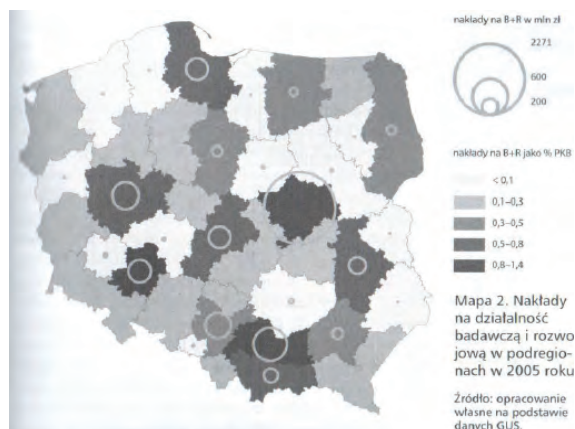 nakłady na B+R w mln zł
2271
600
200
nakłady na B+R jako % PKB
< 0,1
0,1–0,3
0,3–0,5
0,5–0,8
0,8–1,4
Mapa 2. Nakłady
na działalność
badawczą i rozwo
jową w podregio-
nach w 2005 roku
Źródło: opracowanie
własne na podstawie
danych GUS.